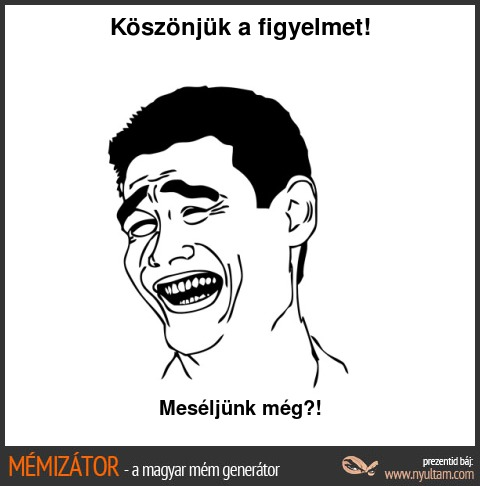 Köszönjük a figyelmet!
Meséljünk még?!
MÉMIZÁTOR - a magyar mém generátor
prezentid báj:
www.nyultam.com